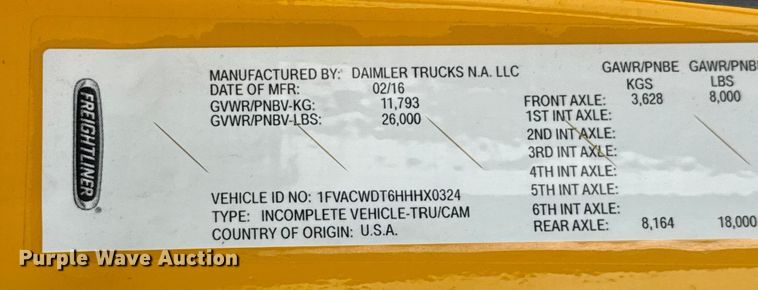 FREIGHTLINER
MANUFACTURED BY: DAIMLER TRUCKS N.A. LLC
DATE OF MFR: 02/16
GVWR/PNBV-KG: 11,793
GVWR/PNBV-LBS: 26,000
VEHICLE ID NO: 1FVACWDT6HHHX0324
TYPE: INCOMPLETE VEHICLE-TRU/CAM
COUNTRY OF ORIGIN: U.S.A.
GAWR/PNBE GAWR/PNBE
KGS LBS
FRONT AXLE: 3,628 8,000
1ST INT AXLE:
2ND INT AXLE:
3RD INT AXLE:
4TH INT AXLE:
5TH INT AXLE:
6TH INT AXLE:
REAR AXLE: 8,164 18,000
Purple Wave Auction